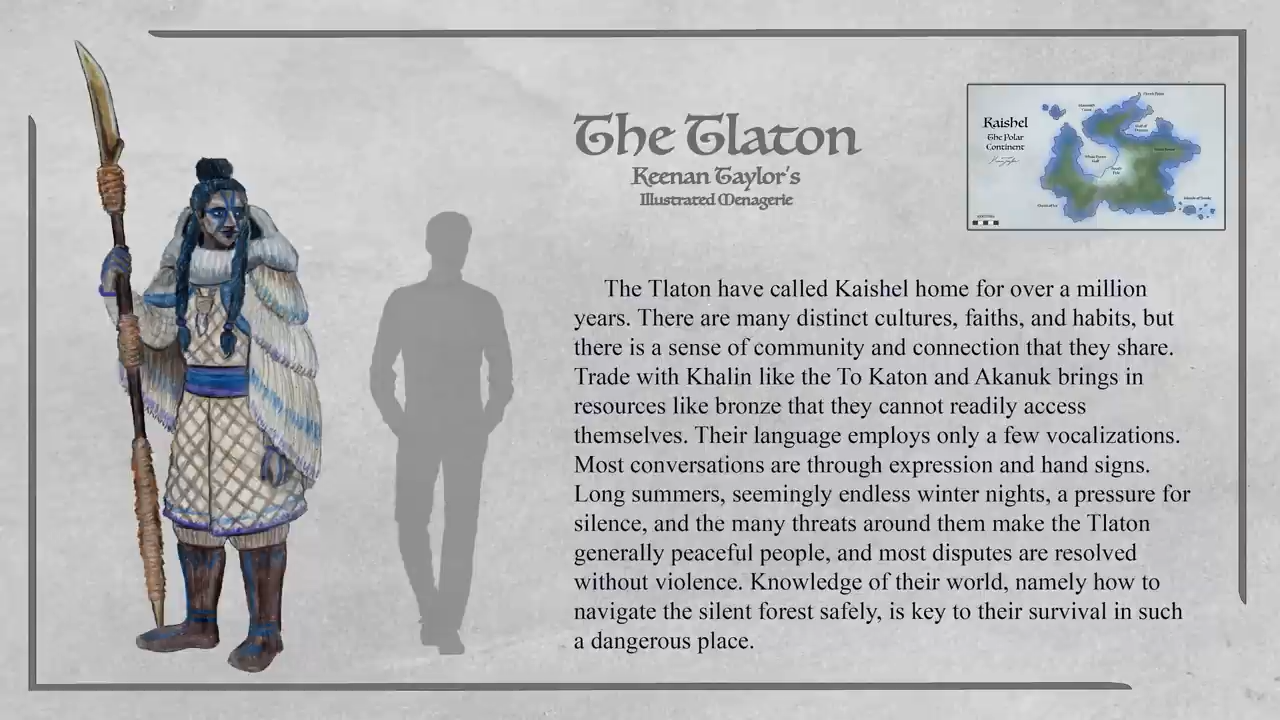 The Tlaton
Keenan Taylor's
Illustrated Menagerie
Kaishel
The Polar
Continent
The Tlaton have called Kaishel home for over a million
years. There are many distinct cultures, faiths, and habits, but
there is a sense of community and connection that they share.
Trade with Khalin like the To Katon and Akanuk brings in
resources like bronze that they cannot readily access
themselves. Their language employs only a few vocalizations.
Most conversations are through expression and hand signs.
Long summers, seemingly endless winter nights, a pressure for
silence, and the many threats around them make the Tlaton
generally peaceful people, and most disputes are resolved
without violence. Knowledge of their world, namely how to
navigate the silent forest safely, is key to their survival in such
a dangerous place.